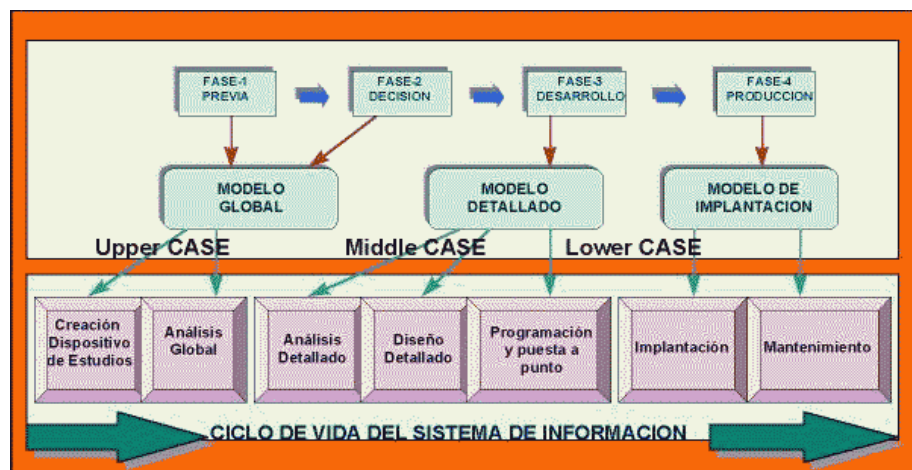 FASE-1
PREVIA
FASE-2
DECISION
FASE-3
DESARROLLO
FASE-4
PRODUCCION
MODELO
GLOBAL
MODELO
DETALLADO
MODELO DE
IMPLANTACION
Upper CASE
Middle CASE
Lower CASE
Creación
Dispositivo
de Estudios
Análisis
Global
Análisis
Detallado
Diseño
Detallado
Programación
y puesta a
punto
Implantación
Mantenimiento
CICLO DE VIDA DEL SISTEMA DE INFORMACION